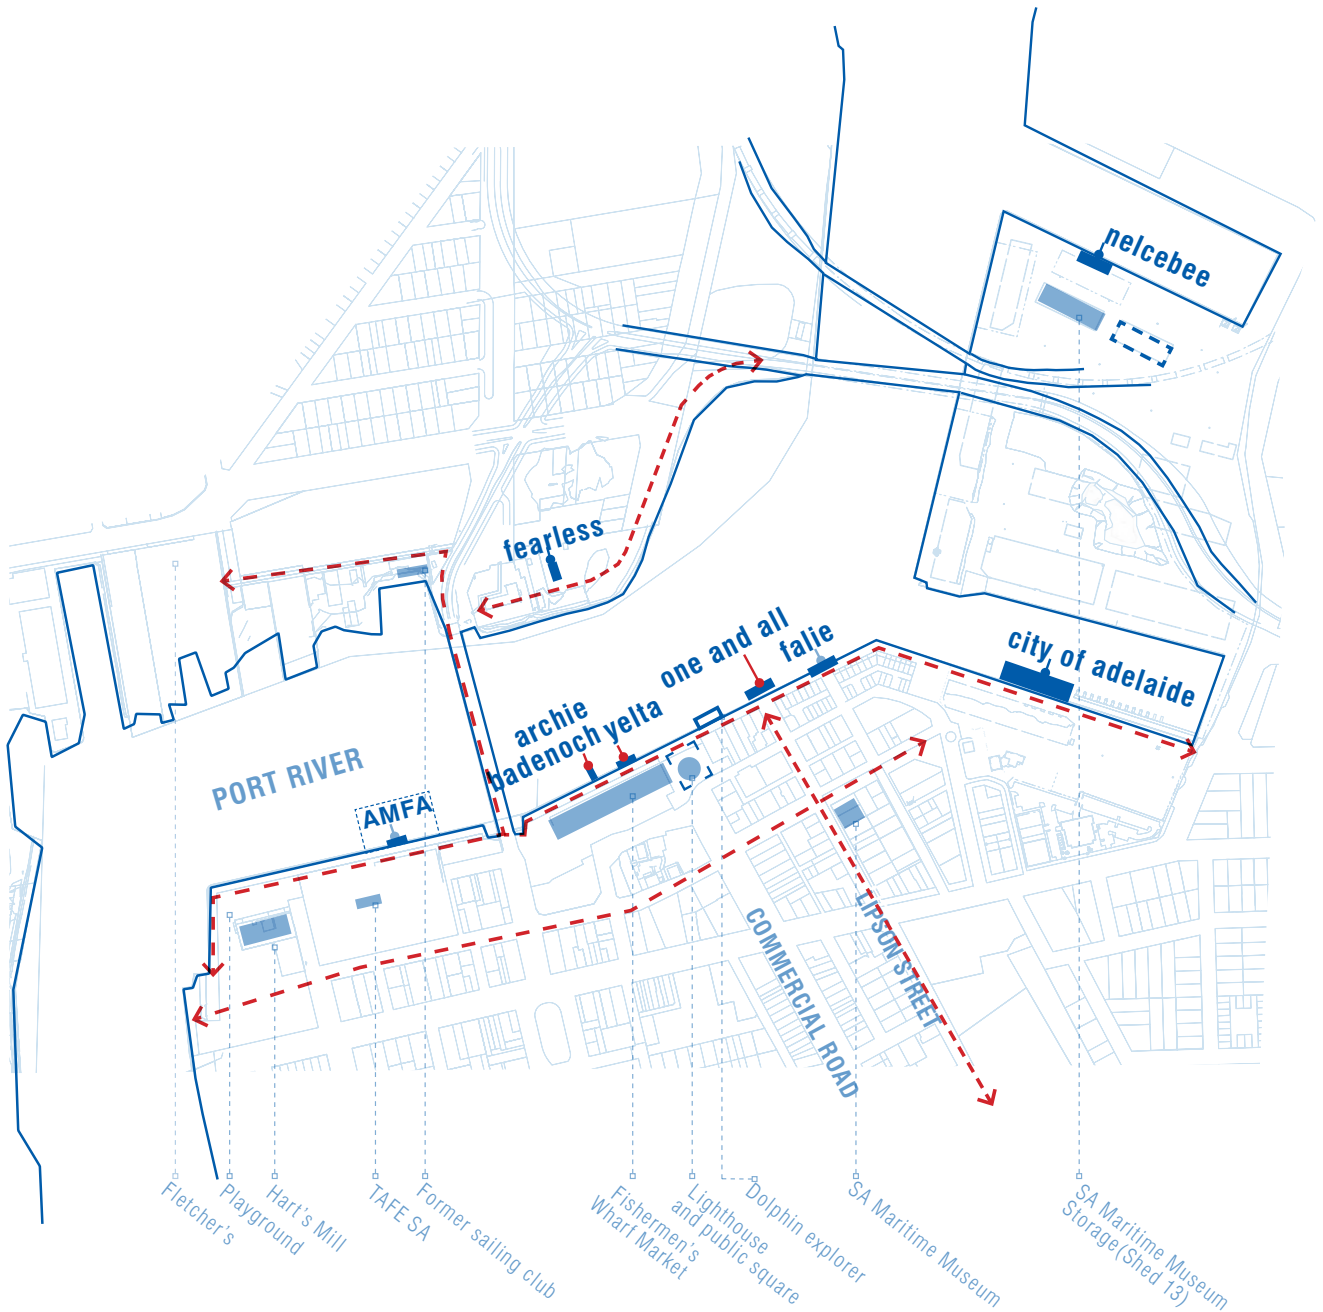 nelcebee
fearless
one and all
falie
city of adelaide
archie
badenoch
yelta
PORT RIVER
AMFA
COMMERCIAL ROAD
LIPSON STREET
Fletcher's
Playground
Hart's Mill
TAFE SA
Former sailing club
Fishermen's
Wharf Market
Lighthouse
and public square
Dolphin explorer
SA Maritime Museum
SA Maritime Museum
Storage(Shed 13)